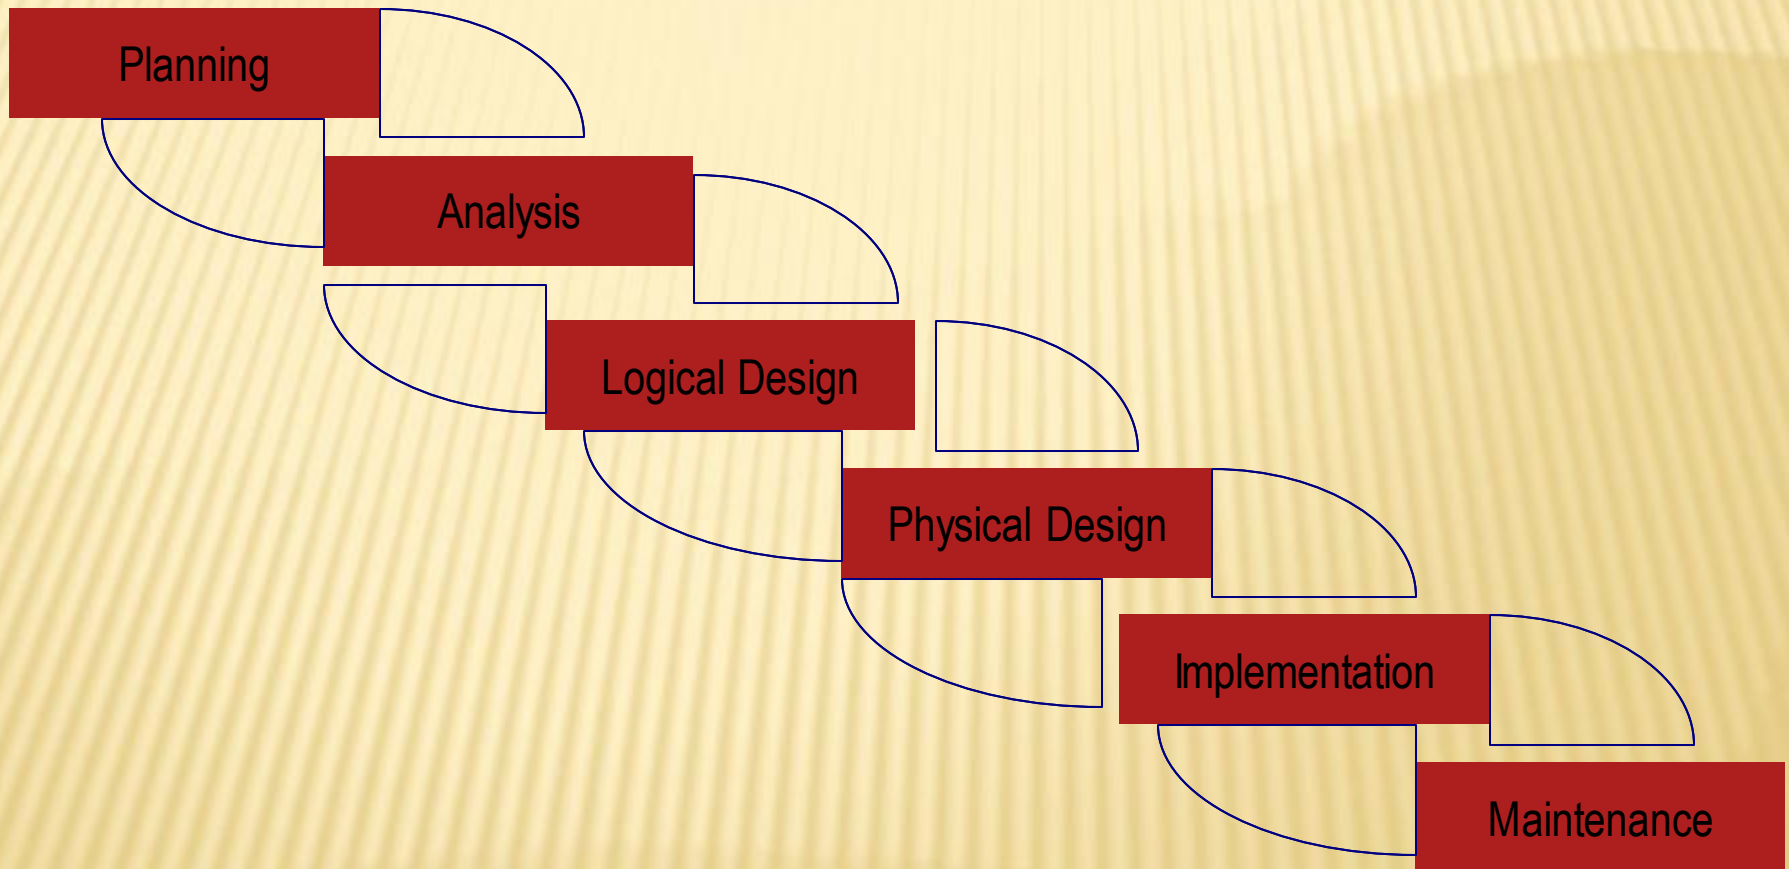 Planning
Analysis
Logical Design
Physical Design
Implementation
Maintenance